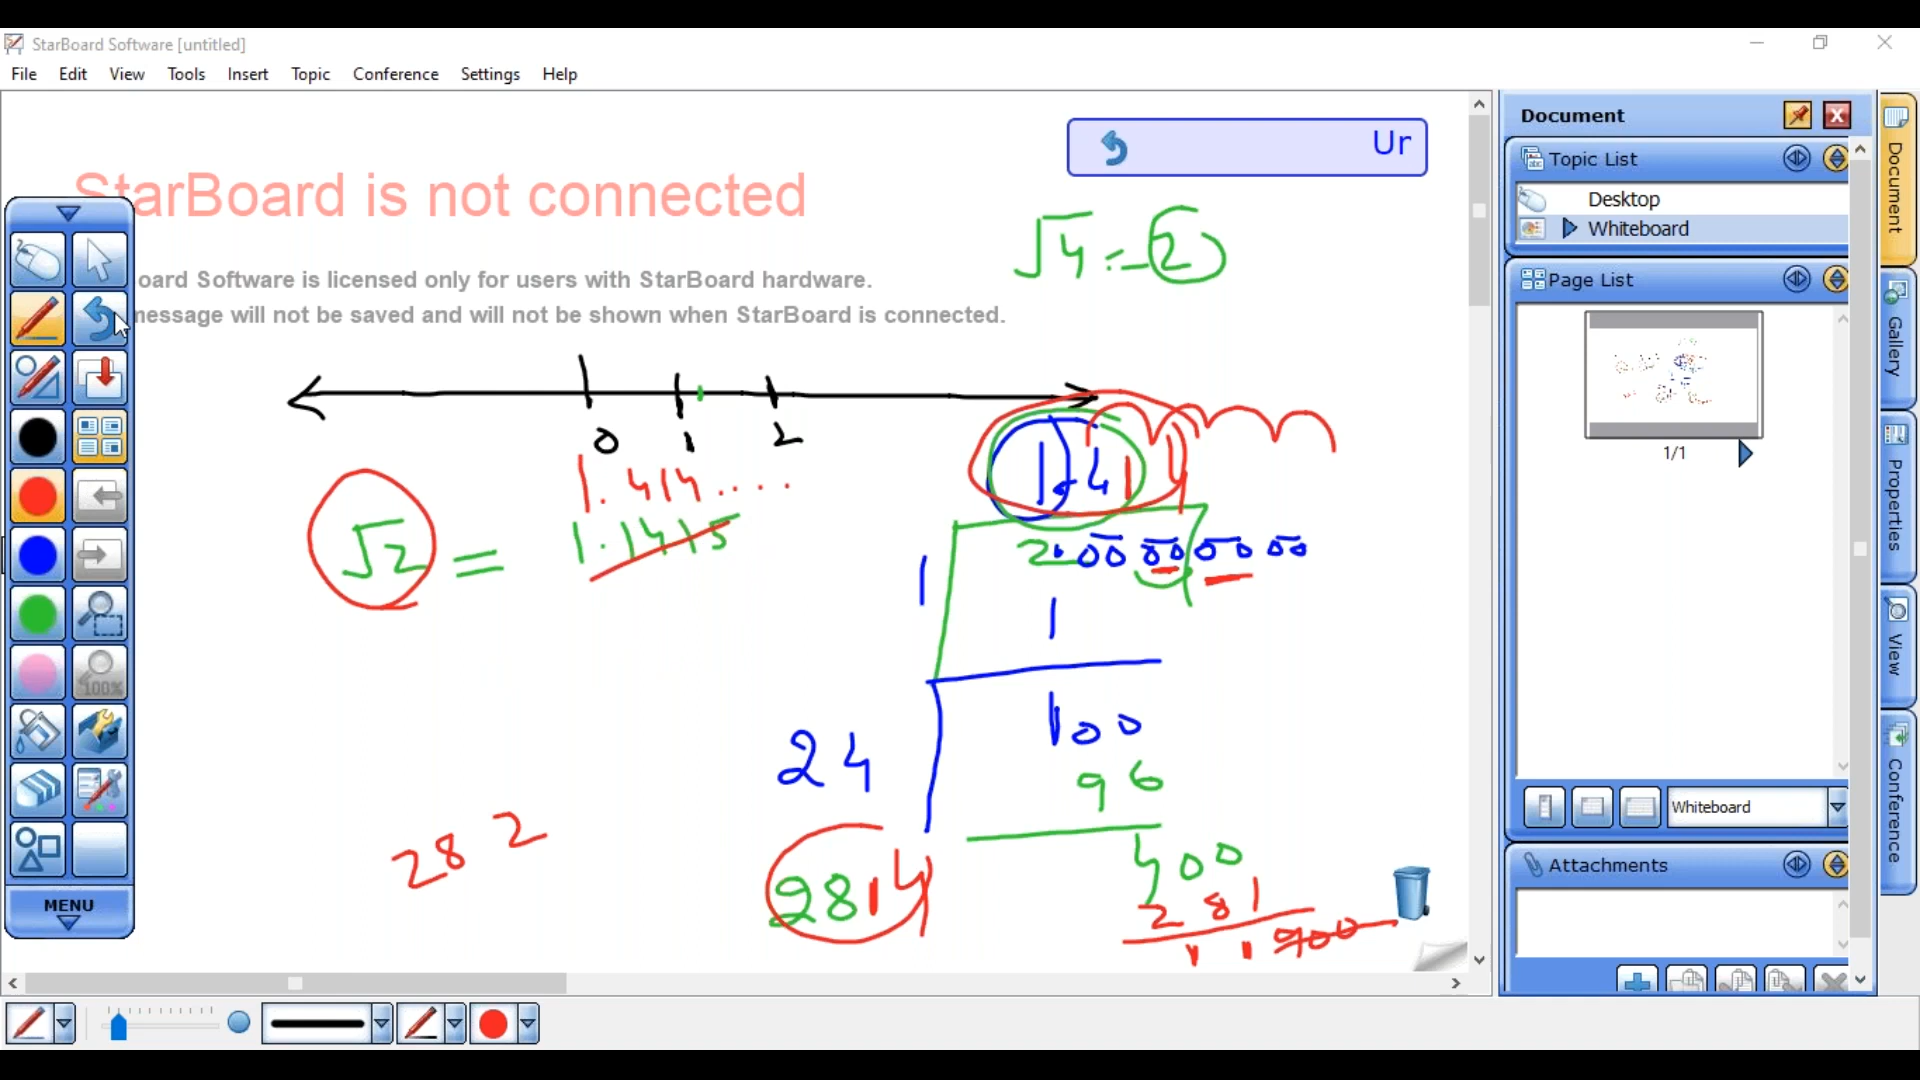 StarBoard Software [untitled]
File Edit View Tools Insert Topic Conference Settings Help
Ur
StarBoard is not connected
√4 = 2
oard Software is licensed only for users with StarBoard hardware.
message will not be saved and will not be shown when StarBoard is connected.
0 1 2
1.414....
√2 = 1.1415
1.414
1 2.00 00 00 00
1
100
24
96
400
282
2814
281
11900
MENU
Document
Topic List
Desktop
Whiteboard
Page List
1/1
Whiteboard
Attachments
Document
Gallery
Properties
View
Conference
100%